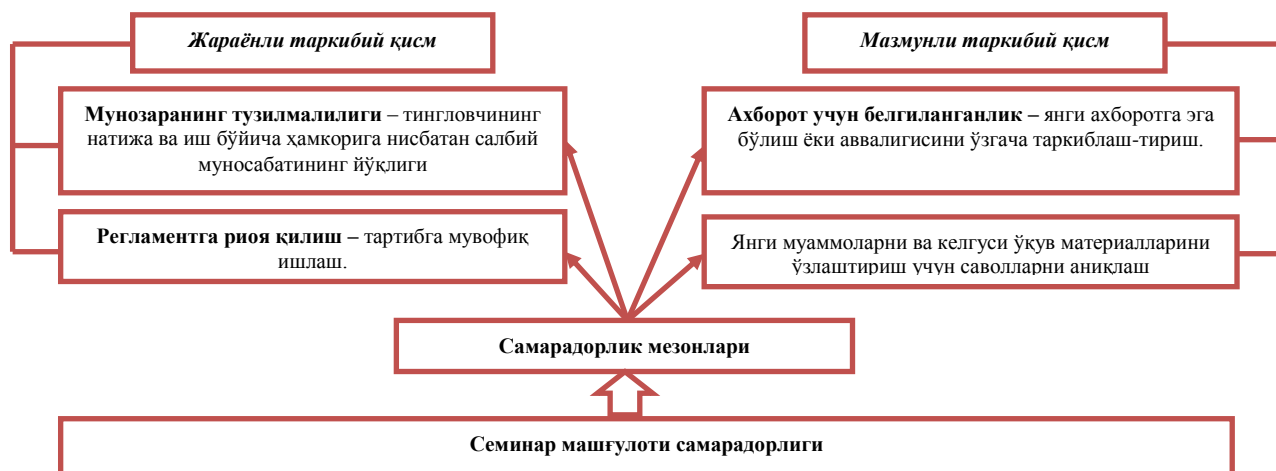 Жараёнли таркибий қисм
Мазмунли таркибий қисм
Мунозаранинг тузилмалилиги – тингловчининг
натижа ва иш бўйича ҳамкорига нисбатан салбий
муносабатининг йўқлиги
Ахборот учун белгиланганлик – янги ахборотга эга
бўлиш ёки аввалигисини ўзгача таркиблаш-тириш.
Регламентга риоя қилиш – тартибга мувофиқ
ишлаш.
Янги муаммоларни ва келгуси ўқув материалларини
ўзлаштириш учун саволларни аниқлаш
Самарадорлик мезонлари
Семинар машғулоти самарадорлиги